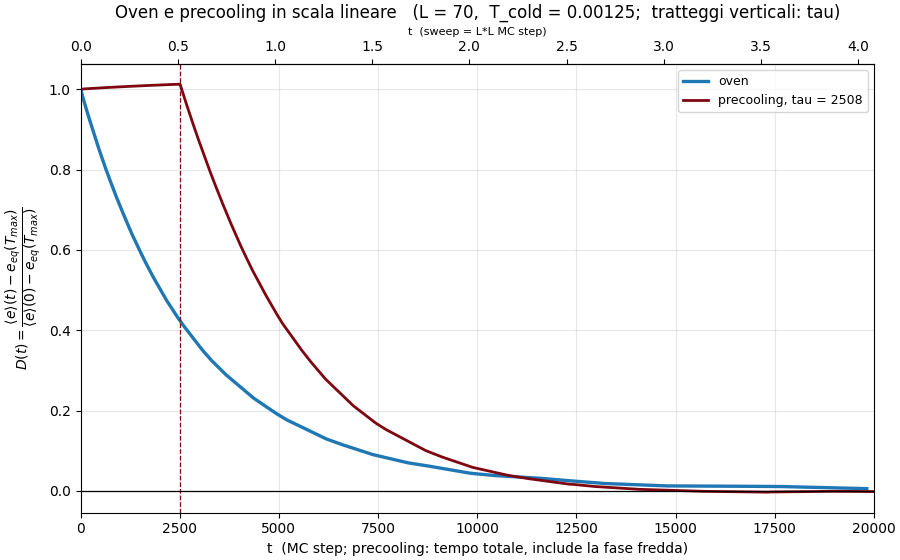 Oven e precooling in scala lineare (L = 70, T_cold = 0.00125; tratteggi verticali: tau)
t (sweep = L*L MC step)
0.0 0.5 1.0 1.5 2.0 2.5 3.0 3.5 4.0
oven
precooling, tau = 2508
1.0
0.8
0.6
0.4
0.2
0.0
D(t) = ⟨e⟩(t) − e_eq(T_max) / ⟨e⟩(0) − e_eq(T_max)
0 2500 5000 7500 10000 12500 15000 17500 20000
t (MC step; precooling: tempo totale, include la fase fredda)